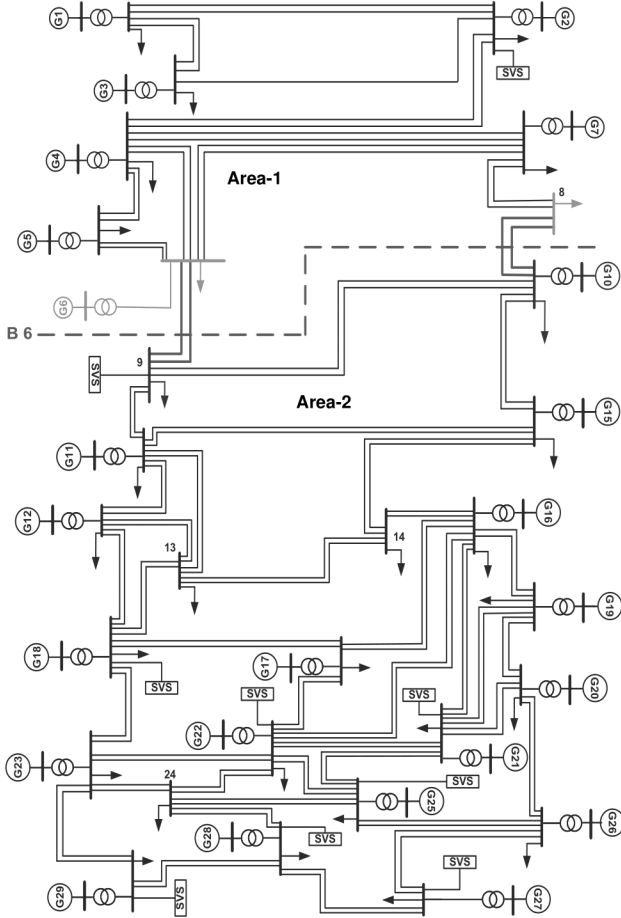 G1
G2
SVS
G3
G4
G7
Area-1
8
G5
G6
G10
B 6
9
SVS
Area-2
G15
G11
G12
G16
14
13
G19
G18
G17
SVS
G20
SVS
SVS
G22
G23
G21
24
SVS
G25
G28
SVS
G26
SVS
G29
SVS
G27